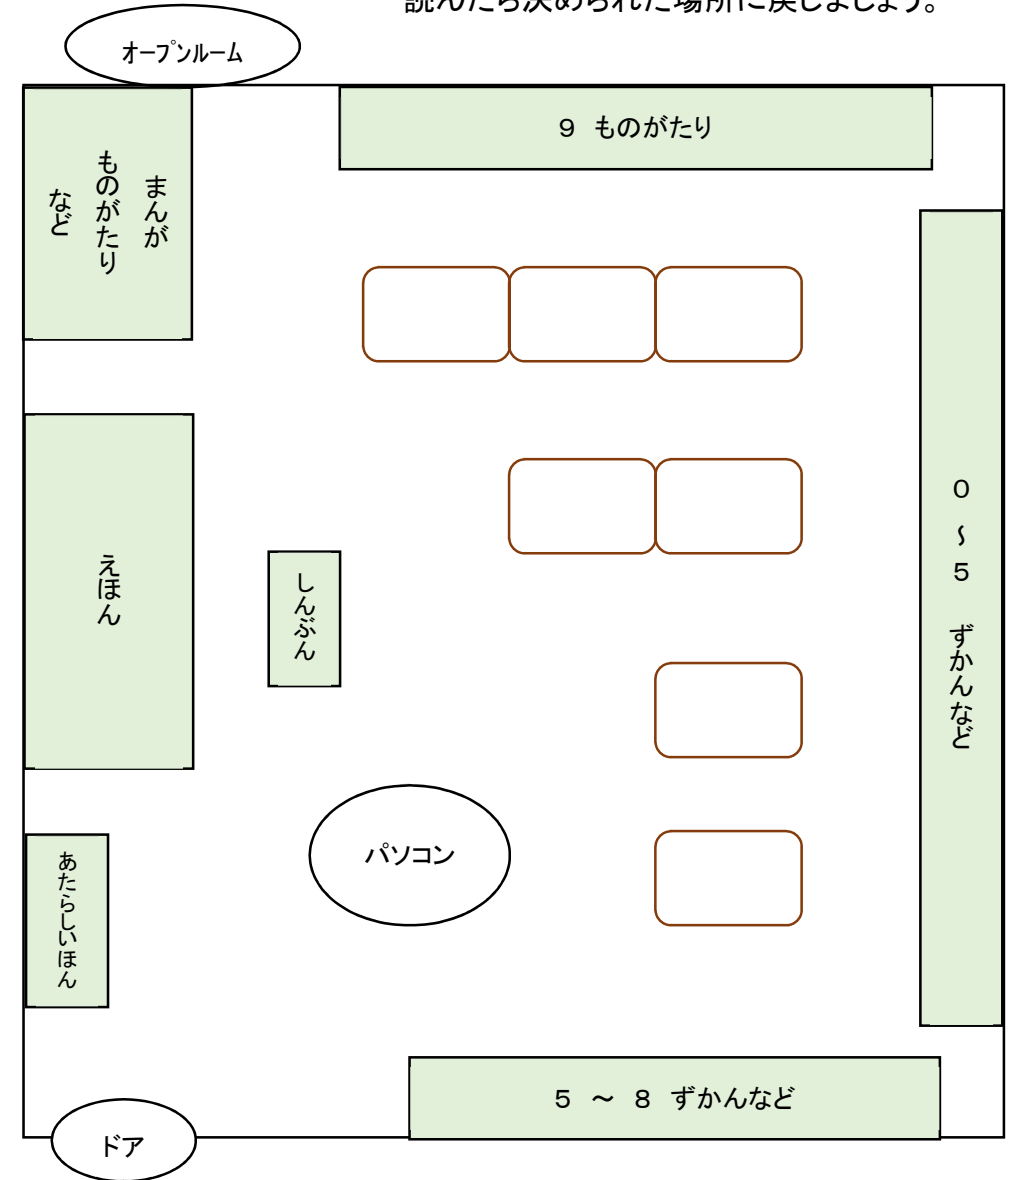 読んだら決められた場所に戻しましょう。
オープンルーム
９ ものがたり
まんが
ものがたり
など
０～５ ずかんなど
えほん
しんぶん
パソコン
あたらしいほん
５ ～ ８ ずかんなど
ドア